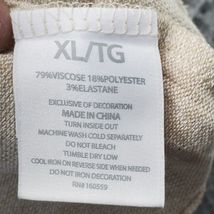 XL/TG
79%VISCOSE 18%POLYESTER
3%ELASTANE
EXCLUSIVE OF DECORATION
MADE IN CHINA
TURN INSIDE OUT
MACHINE WASH COLD SEPARATELY
DO NOT BLEACH
TUMBLE DRY LOW
COOL IRON ON REVERSE SIDE WHEN NEEDED
DO NOT IRON DECORATION
RN#160559